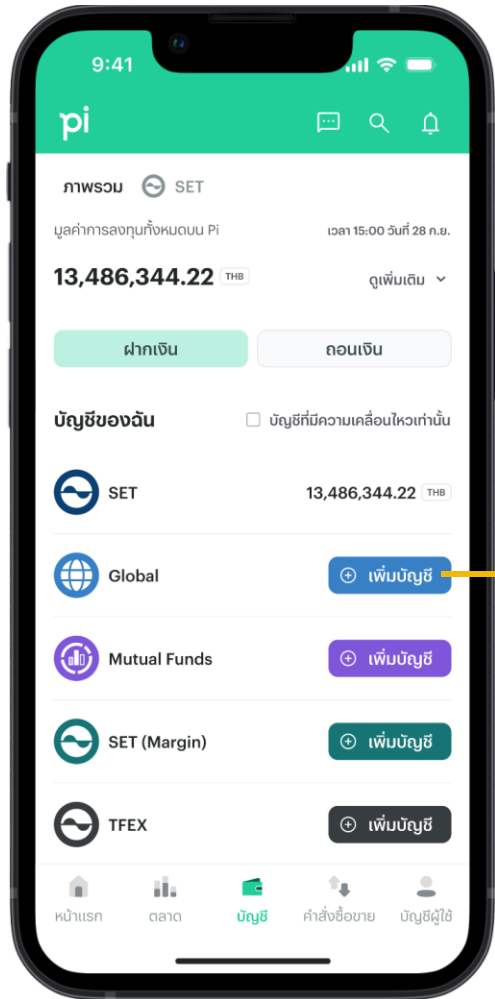 9:41
pi
ภาพรวม SET
มูลค่าการลงทุนทั้งหมดบน Pi เวลา 15:00 วันที่ 28 ก.ย.
13,486,344.22 THB ดูเพิ่มเติม
ฝากเงิน ถอนเงิน
บัญชีของฉัน บัญชีที่มีความเคลื่อนไหวเท่านั้น
SET 13,486,344.22 THB
Global เพิ่มบัญชี
Mutual Funds เพิ่มบัญชี
SET (Margin) เพิ่มบัญชี
TFEX เพิ่มบัญชี
หน้าแรก ตลาด บัญชี คำสั่งซื้อขาย บัญชีผู้ใช้